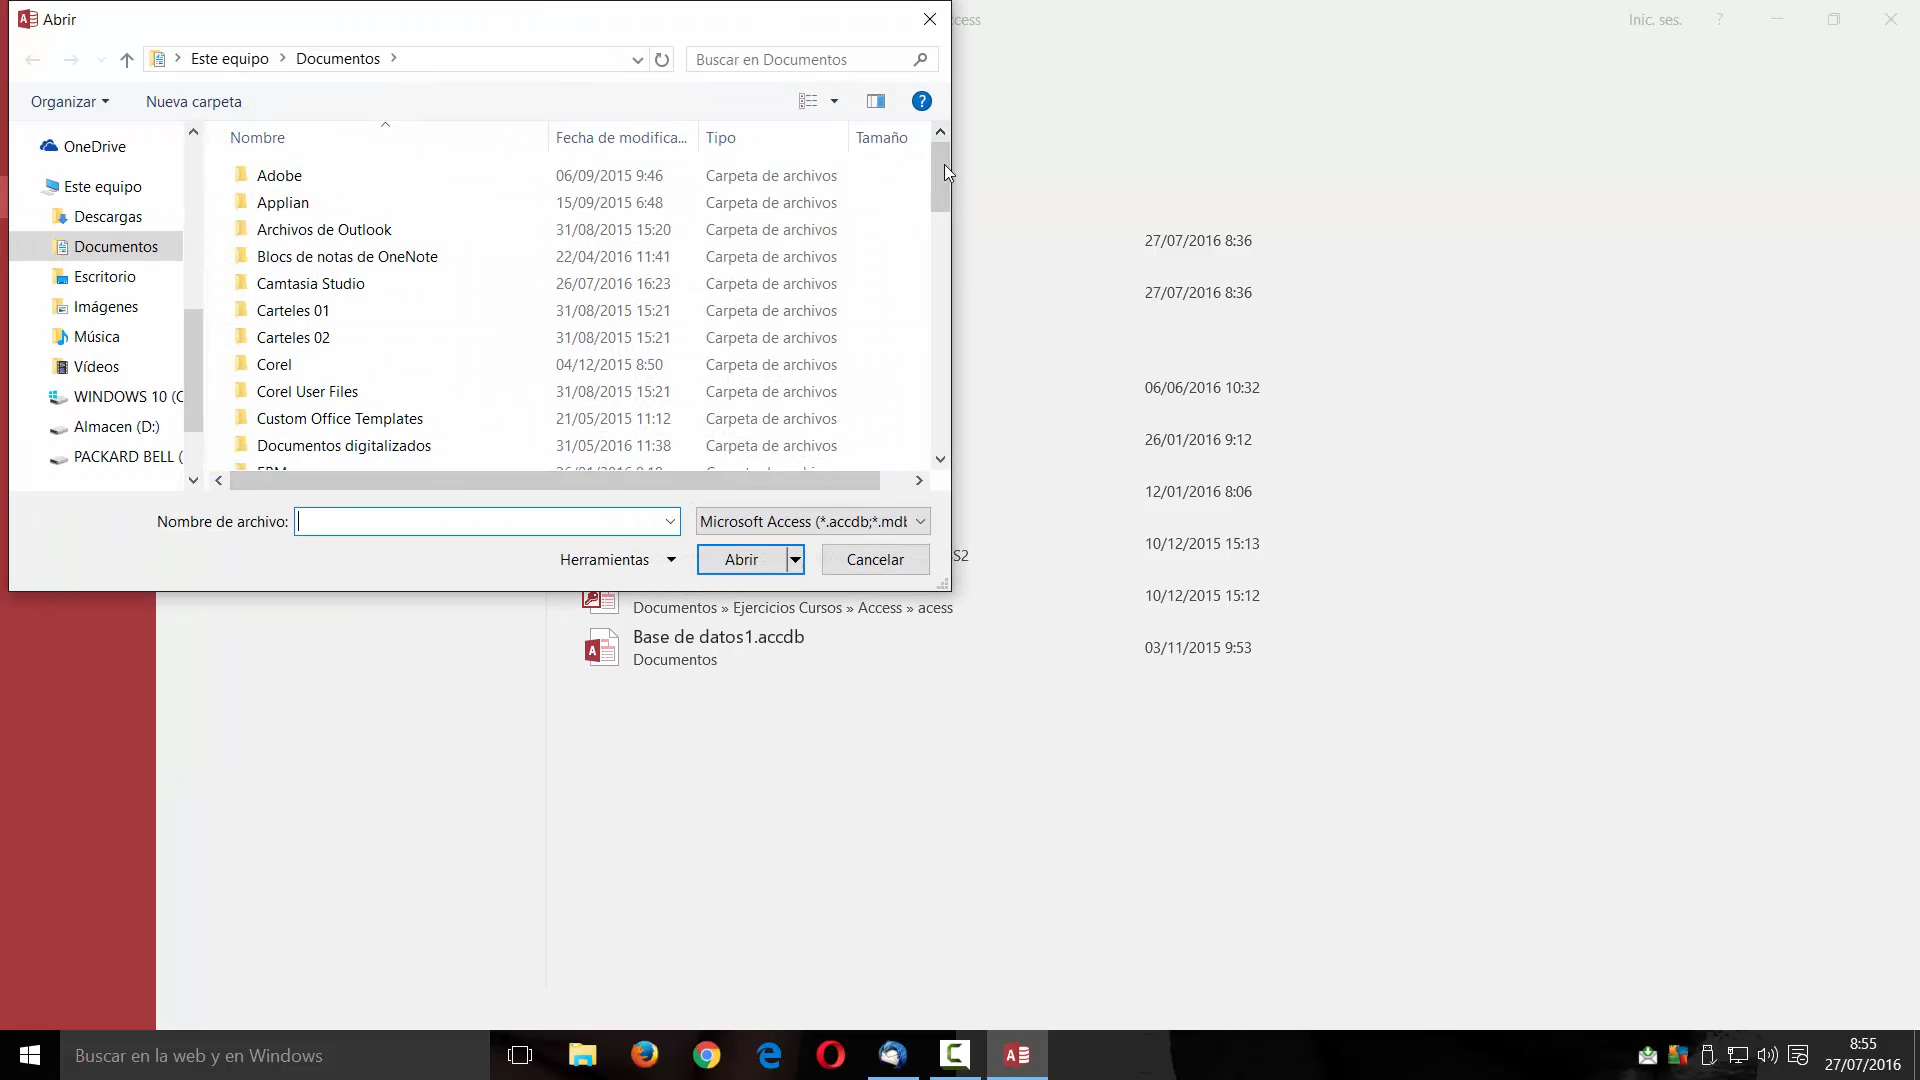 Abrir
ccess
Inic. ses.
?
Este equipo
Documentos
Buscar en Documentos
Organizar
Nueva carpeta
?
OneDrive
Este equipo
Descargas
Documentos
Escritorio
Imágenes
Música
Vídeos
WINDOWS 10 (C
Almacen (D:)
PACKARD BELL (
Nombre Fecha de modifica... Tipo Tamaño
Adobe 06/09/2015 9:46 Carpeta de archivos
Applian 15/09/2015 6:48 Carpeta de archivos
Archivos de Outlook 31/08/2015 15:20 Carpeta de archivos
Blocs de notas de OneNote 22/04/2016 11:41 Carpeta de archivos
Camtasia Studio 26/07/2016 16:23 Carpeta de archivos
Carteles 01 31/08/2015 15:21 Carpeta de archivos
Carteles 02 31/08/2015 15:21 Carpeta de archivos
Corel 04/12/2015 8:50 Carpeta de archivos
Corel User Files 31/08/2015 15:21 Carpeta de archivos
Custom Office Templates 21/05/2015 11:12 Carpeta de archivos
Documentos digitalizados 31/05/2016 11:38 Carpeta de archivos
Nombre de archivo:
Microsoft Access (*.accdb;*.mdb
Herramientas
Abrir
Cancelar
27/07/2016 8:36
27/07/2016 8:36
06/06/2016 10:32
26/01/2016 9:12
12/01/2016 8:06
S2
10/12/2015 15:13
Documentos » Ejercicios Cursos » Access » acess
10/12/2015 15:12
Base de datos1.accdb
Documentos
03/11/2015 9:53
Buscar en la web y en Windows
8:55
27/07/2016